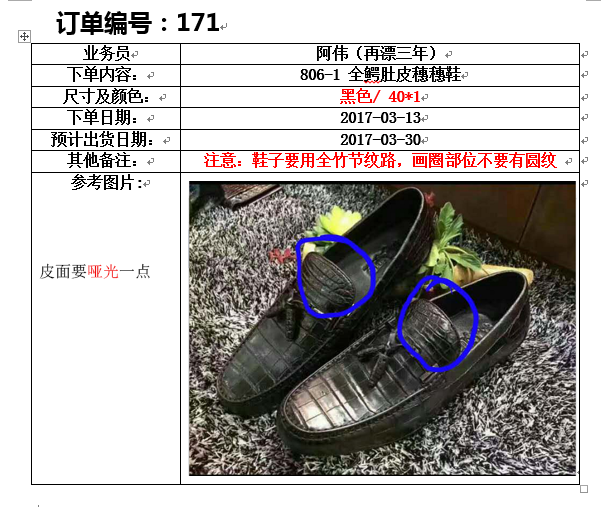 订单编号：171
业务员
阿伟（再漂三年）
下单内容：
806-1 全鳄肚皮穗穗鞋
尺寸及颜色：
黑色/ 40*1
下单日期：
2017-03-13
预计出货日期：
2017-03-30
其他备注：
注意：鞋子要用全竹节纹路，画圈部位不要有圆纹
参考图片：
皮面要哑光一点